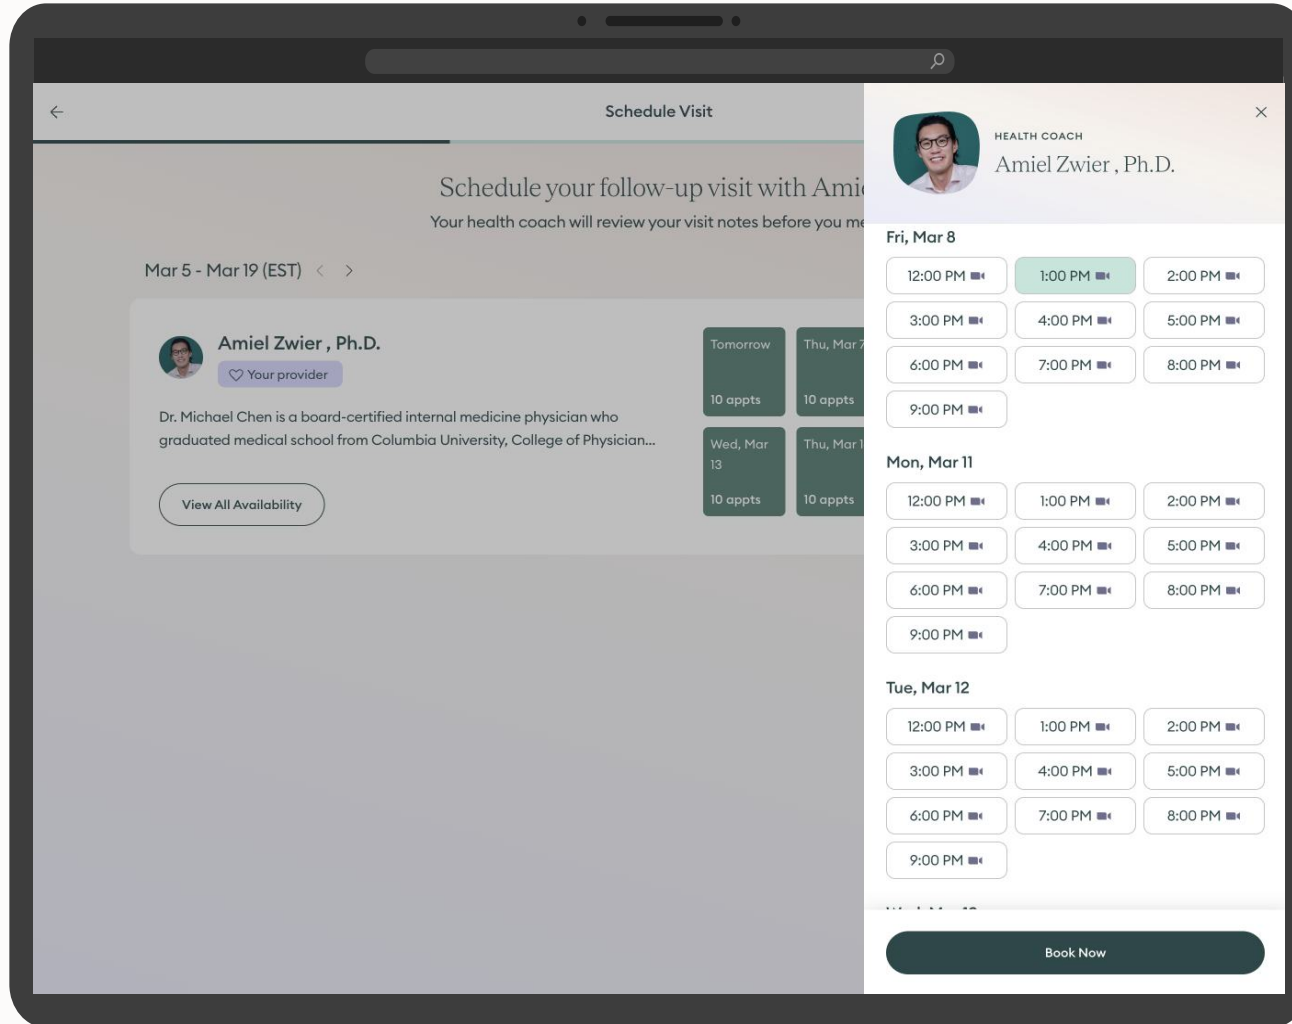 Schedule Visit
Schedule your follow-up visit with
Your health coach will review your visit notes before you
Mar 5 - Mar 19 (EST)
Amiel Zwier , Ph.D.
Your provider
Dr. Michael Chen is a board-certified internal medicine physician who
graduated medical school from Columbia University, College of Physician...
View All Availability
Tomorrow
10 appts
Thu, Mar 7
10 appts
Wed, Mar
13
10 appts
Thu, Mar
10 appts
HEALTH COACH
Amiel Zwier , Ph.D.
Fri, Mar 8
12:00 PM 1:00 PM 2:00 PM
3:00 PM 4:00 PM 5:00 PM
6:00 PM 7:00 PM 8:00 PM
9:00 PM
Mon, Mar 11
12:00 PM 1:00 PM 2:00 PM
3:00 PM 4:00 PM 5:00 PM
6:00 PM 7:00 PM 8:00 PM
9:00 PM
Tue, Mar 12
12:00 PM 1:00 PM 2:00 PM
3:00 PM 4:00 PM 5:00 PM
6:00 PM 7:00 PM 8:00 PM
9:00 PM
Book Now